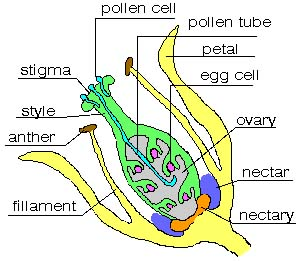 pollen cell
pollen tube
petal
stigma
egg cell
style
ovary
anther
nectar
fillament
nectary